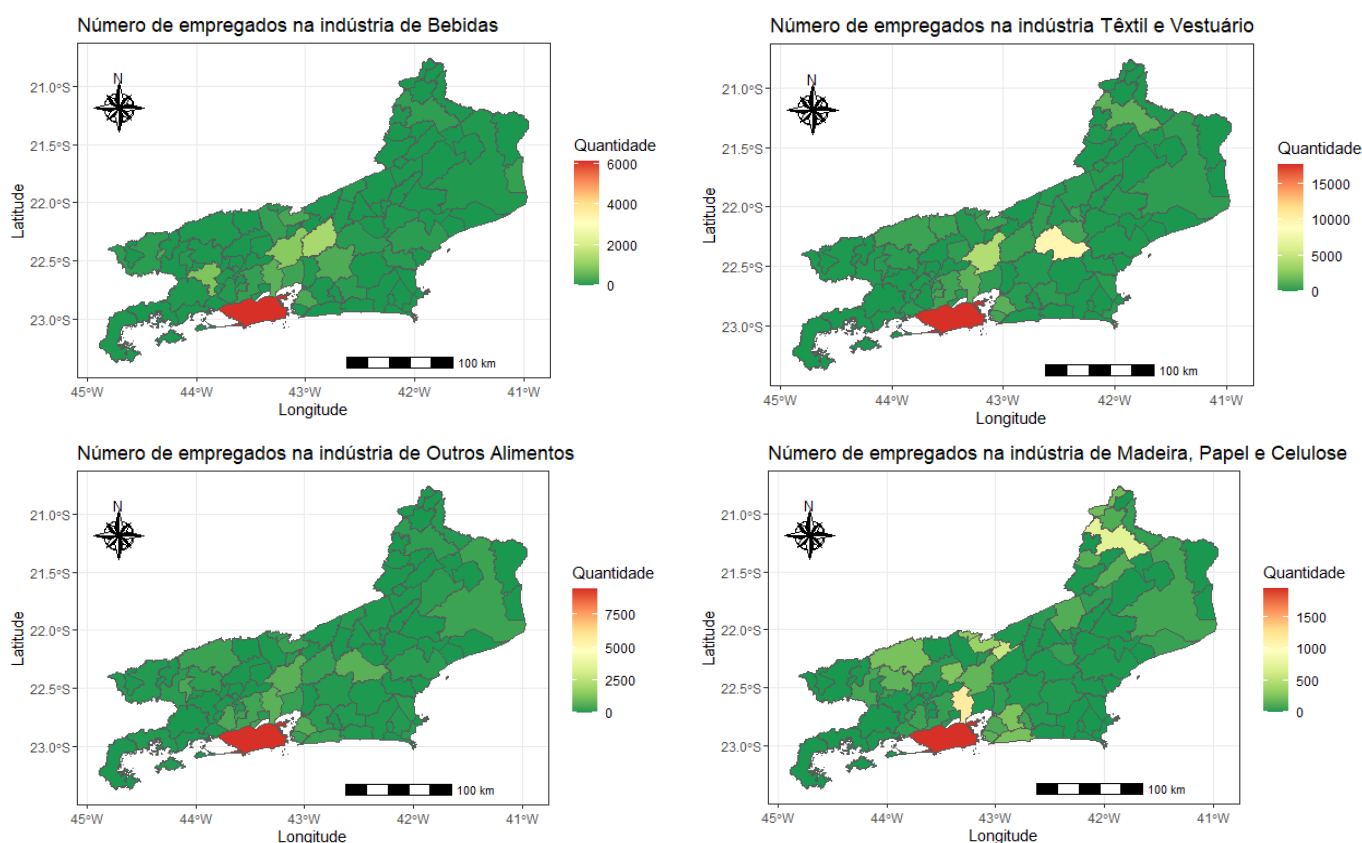 Número de empregados na indústria de Bebidas
N
21.0°S
21.5°S
22.0°S
22.5°S
23.0°S
Latitude
45°W 44°W 43°W 42°W 41°W
Longitude
100 km
Quantidade
6000
4000
2000
0
Número de empregados na indústria Têxtil e Vestuário
N
21.0°S
21.5°S
22.0°S
22.5°S
23.0°S
Latitude
45°W 44°W 43°W 42°W 41°W
Longitude
100 km
Quantidade
15000
10000
5000
0
Número de empregados na indústria de Outros Alimentos
N
21.0°S
21.5°S
22.0°S
22.5°S
23.0°S
Latitude
45°W 44°W 43°W 42°W 41°W
Longitude
100 km
Quantidade
7500
5000
2500
0
Número de empregados na indústria de Madeira, Papel e Celulose
N
21.0°S
21.5°S
22.0°S
22.5°S
23.0°S
Latitude
45°W 44°W 43°W 42°W 41°W
Longitude
100 km
Quantidade
1500
1000
500
0